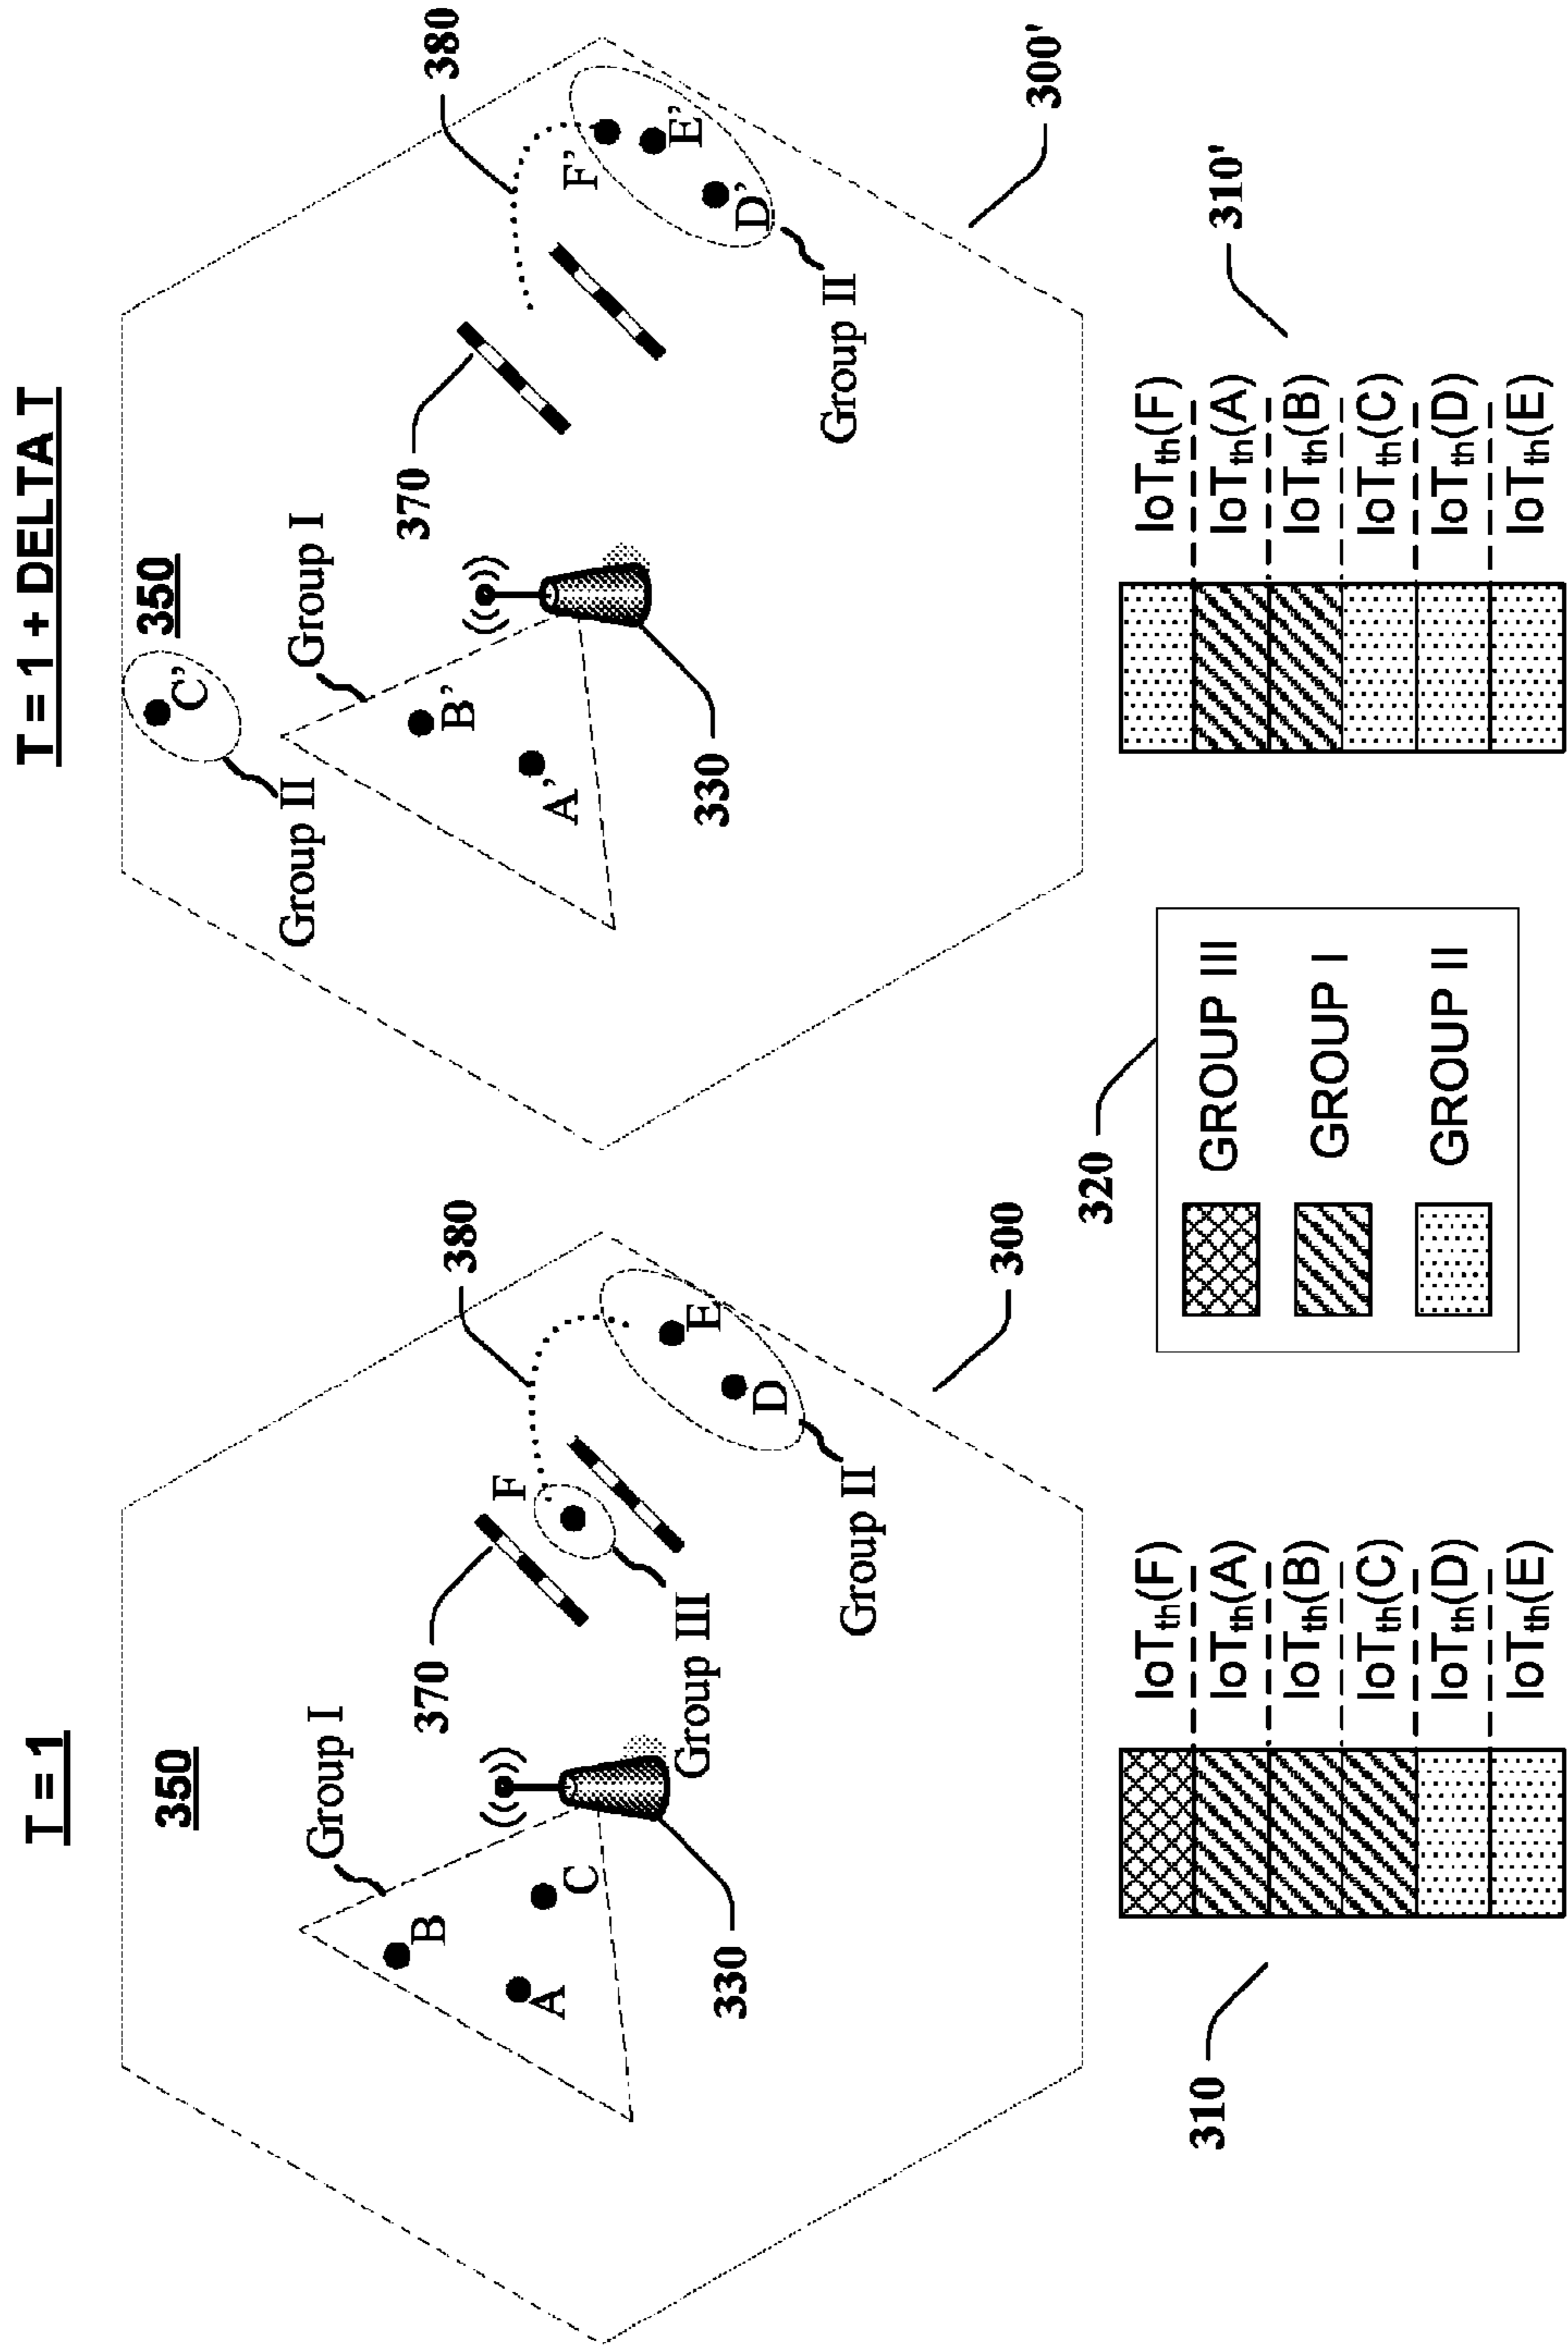 T = 1
350
Group I
B
A
C
330
370
F
Group III
380
E
D
Group II
300
310
IoTth(F)
IoTth(A)
IoTth(B)
IoTth(C)
IoTth(D)
IoTth(E)
320
GROUP III
GROUP I
GROUP II
T = 1 + DELTA T
350
C'
Group II
Group I
B'
A'
330
370
380
F'
E'
D'
Group II
300'
310'
IoTth(F)
IoTth(A)
IoTth(B)
IoTth(C)
IoTth(D)
IoTth(E)